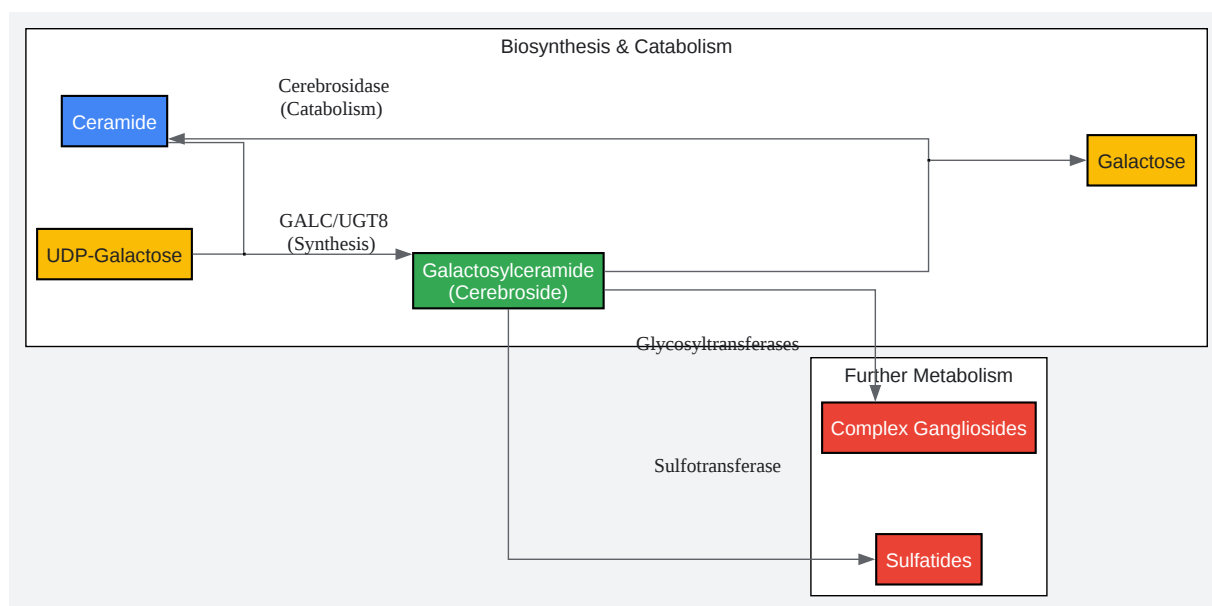 Biosynthesis & Catabolism
Cerebrosidase
(Catabolism)
Ceramide
Galactose
GALC/UGT8
(Synthesis)
UDP-Galactose
Galactosylceramide
(Cerebroside)
Glycosyltransferases
Further Metabolism
Complex Gangliosides
Sulfotransferase
Sulfatides